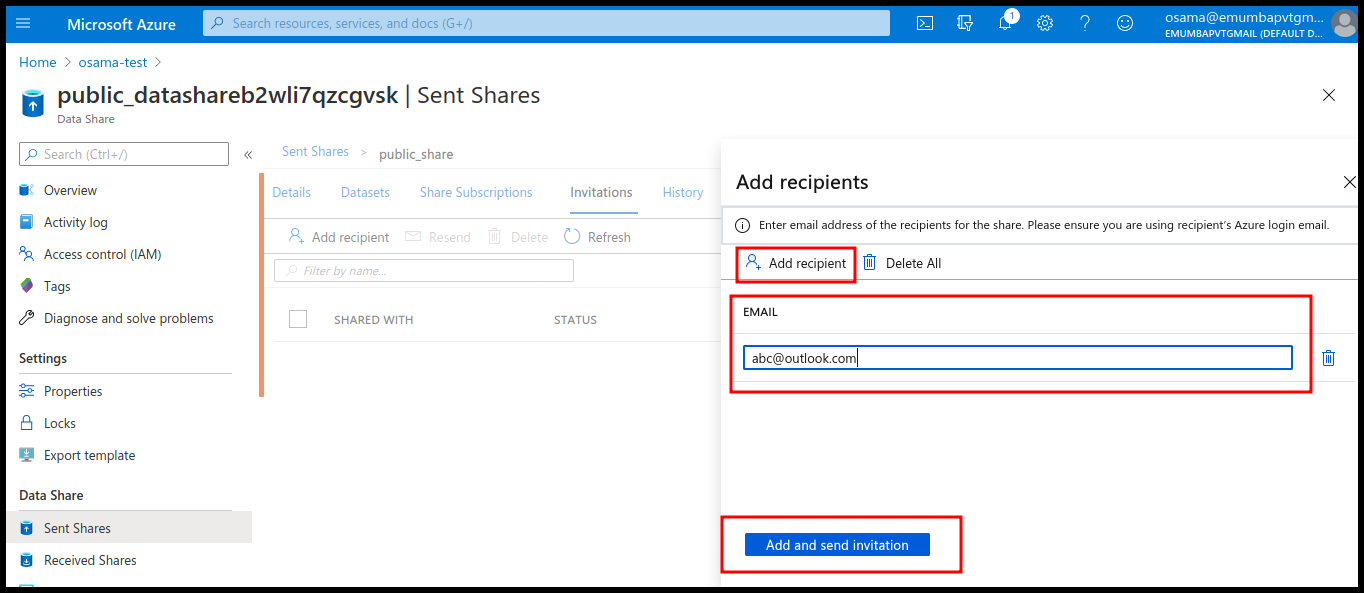 Microsoft Azure
Search resources, services, and docs (G+/)
1
osama@emumbapvtgm...
EMUMBAPVTGMAIL (DEFAULT D...
Home > osama-test >
public_datashareb2wli7qzcgvsk | Sent Shares
Data Share
Search (Ctrl+/)
«
Overview
Activity log
Access control (IAM)
Tags
Diagnose and solve problems
Settings
Properties
Locks
Export template
Data Share
Sent Shares
Received Shares
Sent Shares > public_share
Details Datasets Share Subscriptions Invitations History
Add recipient Resend Delete Refresh
Filter by name...
SHARED WITH STATUS
Add recipients
Enter email address of the recipients for the share. Please ensure you are using recipient's Azure login email.
Add recipient Delete All
EMAIL
abc@outlook.com
Add and send invitation